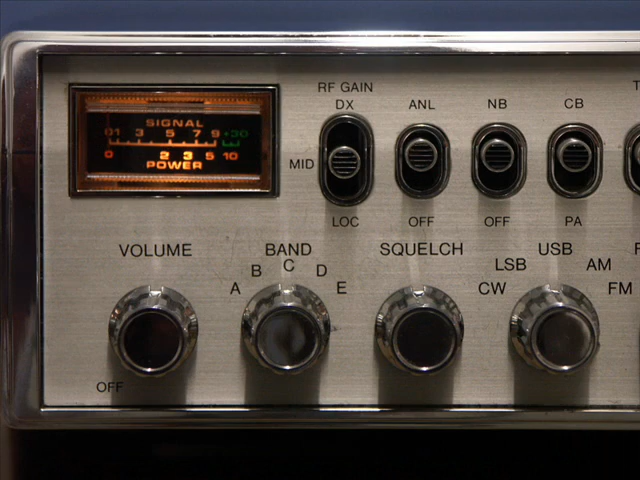 RF GAIN
DX ANL NB CB T
SIGNAL
01 3 5 7 9 +30
0 2 3 5 10
POWER
MID
LOC OFF OFF PA
VOLUME BAND SQUELCH USB F
A B C D E
CW LSB AM FM
OFF